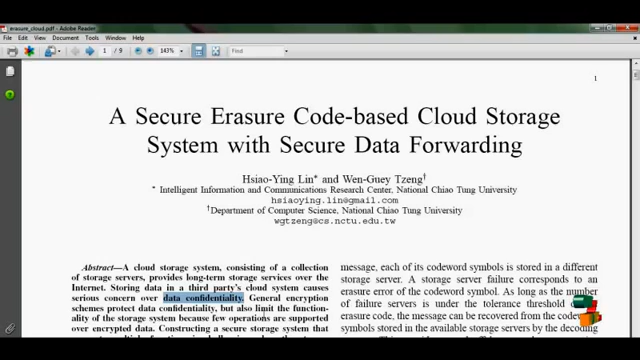 erasure_cloud.pdf - Adobe Reader
File Edit View Document Tools Window Help
1 / 9 143% Find
1
A Secure Erasure Code-based Cloud Storage
System with Secure Data Forwarding
Hsiao-Ying Lin* and Wen-Guey Tzeng†
* Intelligent Information and Communications Research Center, National Chiao Tung University
hsiaoying.lin@gmail.com
†Department of Computer Science, National Chiao Tung University
wgtzeng@cs.nctu.edu.tw
Abstract—A cloud storage system, consisting of a collection
of storage servers, provides long-term storage services over the
Internet. Storing data in a third party's cloud system causes
serious concern over data confidentiality. General encryption
schemes protect data confidentiality, but also limit the function-
ality of the storage system because few operations are supported
over encrypted data. Constructing a secure storage system that
message, each of its codeword symbols is stored in a different
storage server. A storage server failure corresponds to an
erasure error of the codeword symbol. As long as the number
of failure servers is under the tolerance threshold
erasure code, the message can be recovered from the codeword
symbols stored in the available storage servers by the decoding